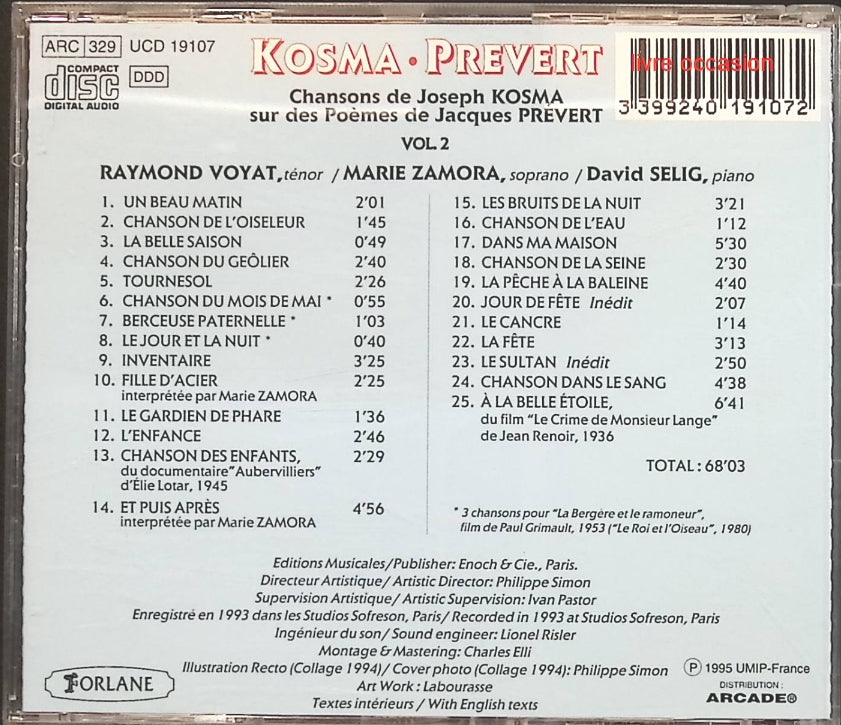 ARC 329 UCD 19107
COMPACT disc DIGITAL AUDIO
DDD
KOSMA • PREVERT
Chansons de Joseph KOSMA
sur des Poèmes de Jacques PRÉVERT
VOL. 2
livre occasion
3 399240 191072
RAYMOND VOYAT, ténor / MARIE ZAMORA, soprano / David SELIG, piano
1. UN BEAU MATIN 2'01
2. CHANSON DE L'OISELEUR 1'45
3. LA BELLE SAISON 0'49
4. CHANSON DU GEÔLIER 2'40
5. TOURNESOL 2'26
6. CHANSON DU MOIS DE MAI * 0'55
7. BERCEUSE PATERNELLE * 1'03
8. LE JOUR ET LA NUIT * 0'40
9. INVENTAIRE 3'25
10. FILLE D'ACIER 2'25
interprétée par Marie ZAMORA
11. LE GARDIEN DE PHARE 1'36
12. L'ENFANCE 2'46
13. CHANSON DES ENFANTS, 2'29
du documentaire "Aubervilliers"
d'Élie Lotar, 1945
14. ET PUIS APRÈS 4'56
interprétée par Marie ZAMORA
15. LES BRUITS DE LA NUIT 3'21
16. CHANSON DE L'EAU 1'12
17. DANS MA MAISON 5'30
18. CHANSON DE LA SEINE 2'30
19. LA PÊCHE À LA BALEINE 4'40
20. JOUR DE FÊTE Inédit 2'07
21. LE CANCRE 1'14
22. LA FÊTE 3'13
23. LE SULTAN Inédit 2'50
24. CHANSON DANS LE SANG 4'38
25. À LA BELLE ÉTOILE, 6'41
du film "Le Crime de Monsieur Lange"
de Jean Renoir, 1936
TOTAL : 68'03
* 3 chansons pour "La Bergère et le ramoneur",
film de Paul Grimault, 1953 ("Le Roi et l'Oiseau", 1980)
Editions Musicales/Publisher: Enoch & Cie., Paris.
Directeur Artistique/ Artistic Director: Philippe Simon
Supervision Artistique/ Artistic Supervision: Ivan Pastor
Enregistré en 1993 dans les Studios Sofreson, Paris/ Recorded in 1993 at Studios Sofreson, Paris
Ingénieur du son/ Sound engineer: Lionel Risler
Montage & Mastering: Charles Elli
Illustration Recto (Collage 1994)/ Cover photo (Collage 1994): Philippe Simon
Art Work : Labourasse
Textes intérieurs / With English texts
FORLANE
Ⓟ 1995 UMIP-France
DISTRIBUTION :
ARCADE®